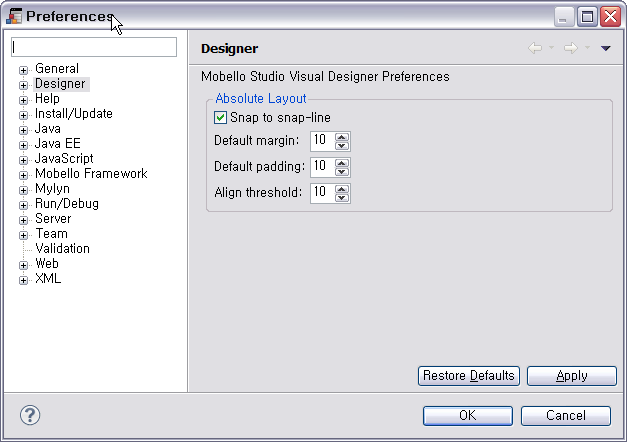 Preferences
Designer
Mobello Studio Visual Designer Preferences
General
Designer
Help
Install/Update
Java
Java EE
JavaScript
Mobello Framework
Mylyn
Run/Debug
Server
Team
Validation
Web
XML
Absolute Layout
Snap to snap-line
Default margin: 10
Default padding: 10
Align threshold: 10
Restore Defaults Apply
? OK Cancel